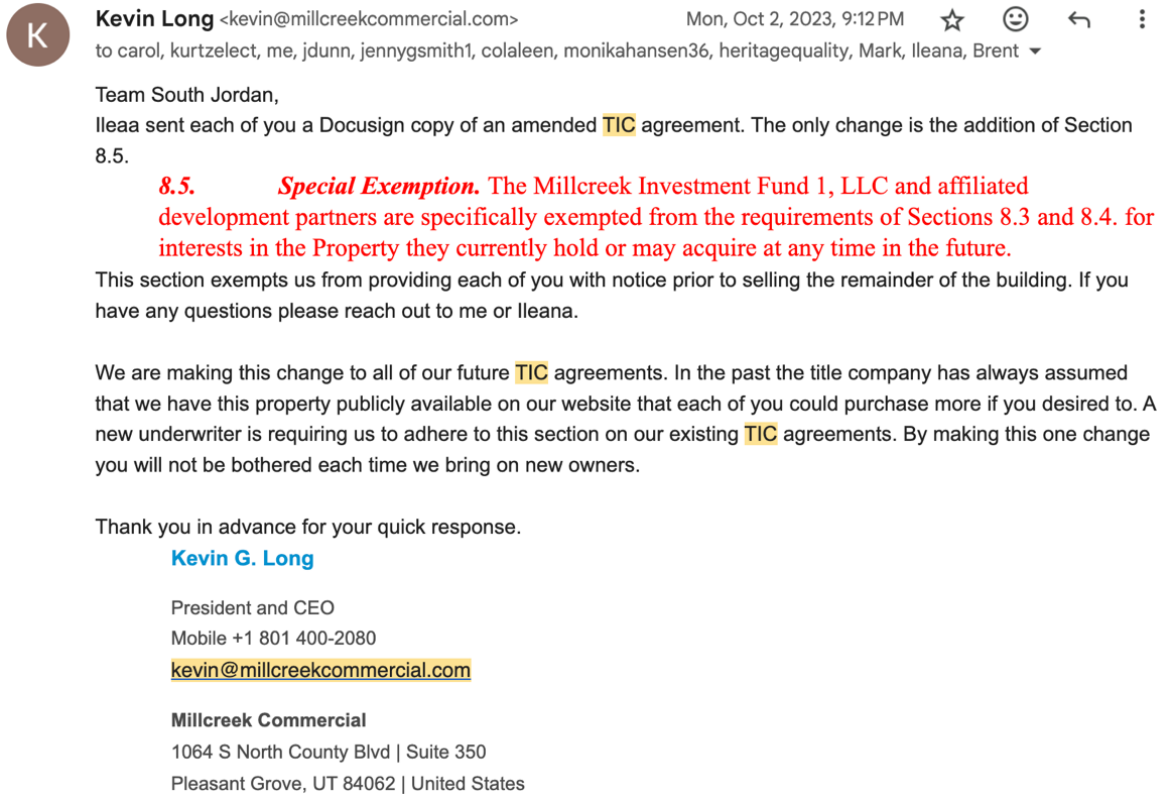 K
Kevin Long <kevin@millcreekcommercial.com> Mon, Oct 2, 2023, 9:12 PM
to carol, kurtzelect, me, jdunn, jennygsmith1, colaleen, monikahansen36, heritagequality, Mark, Ileana, Brent
Team South Jordan,
Ileaa sent each of you a Docusign copy of an amended TIC agreement. The only change is the addition of Section
8.5.
8.5. Special Exemption. The Millcreek Investment Fund 1, LLC and affiliated
development partners are specifically exempted from the requirements of Sections 8.3 and 8.4. for
interests in the Property they currently hold or may acquire at any time in the future.
This section exempts us from providing each of you with notice prior to selling the remainder of the building. If you
have any questions please reach out to me or Ileana.
We are making this change to all of our future TIC agreements. In the past the title company has always assumed
that we have this property publicly available on our website that each of you could purchase more if you desired to. A
new underwriter is requiring us to adhere to this section on our existing TIC agreements. By making this one change
you will not be bothered each time we bring on new owners.
Thank you in advance for your quick response.
Kevin G. Long
President and CEO
Mobile +1 801 400-2080
kevin@millcreekcommercial.com
Millcreek Commercial
1064 S North County Blvd | Suite 350
Pleasant Grove, UT 84062 | United States